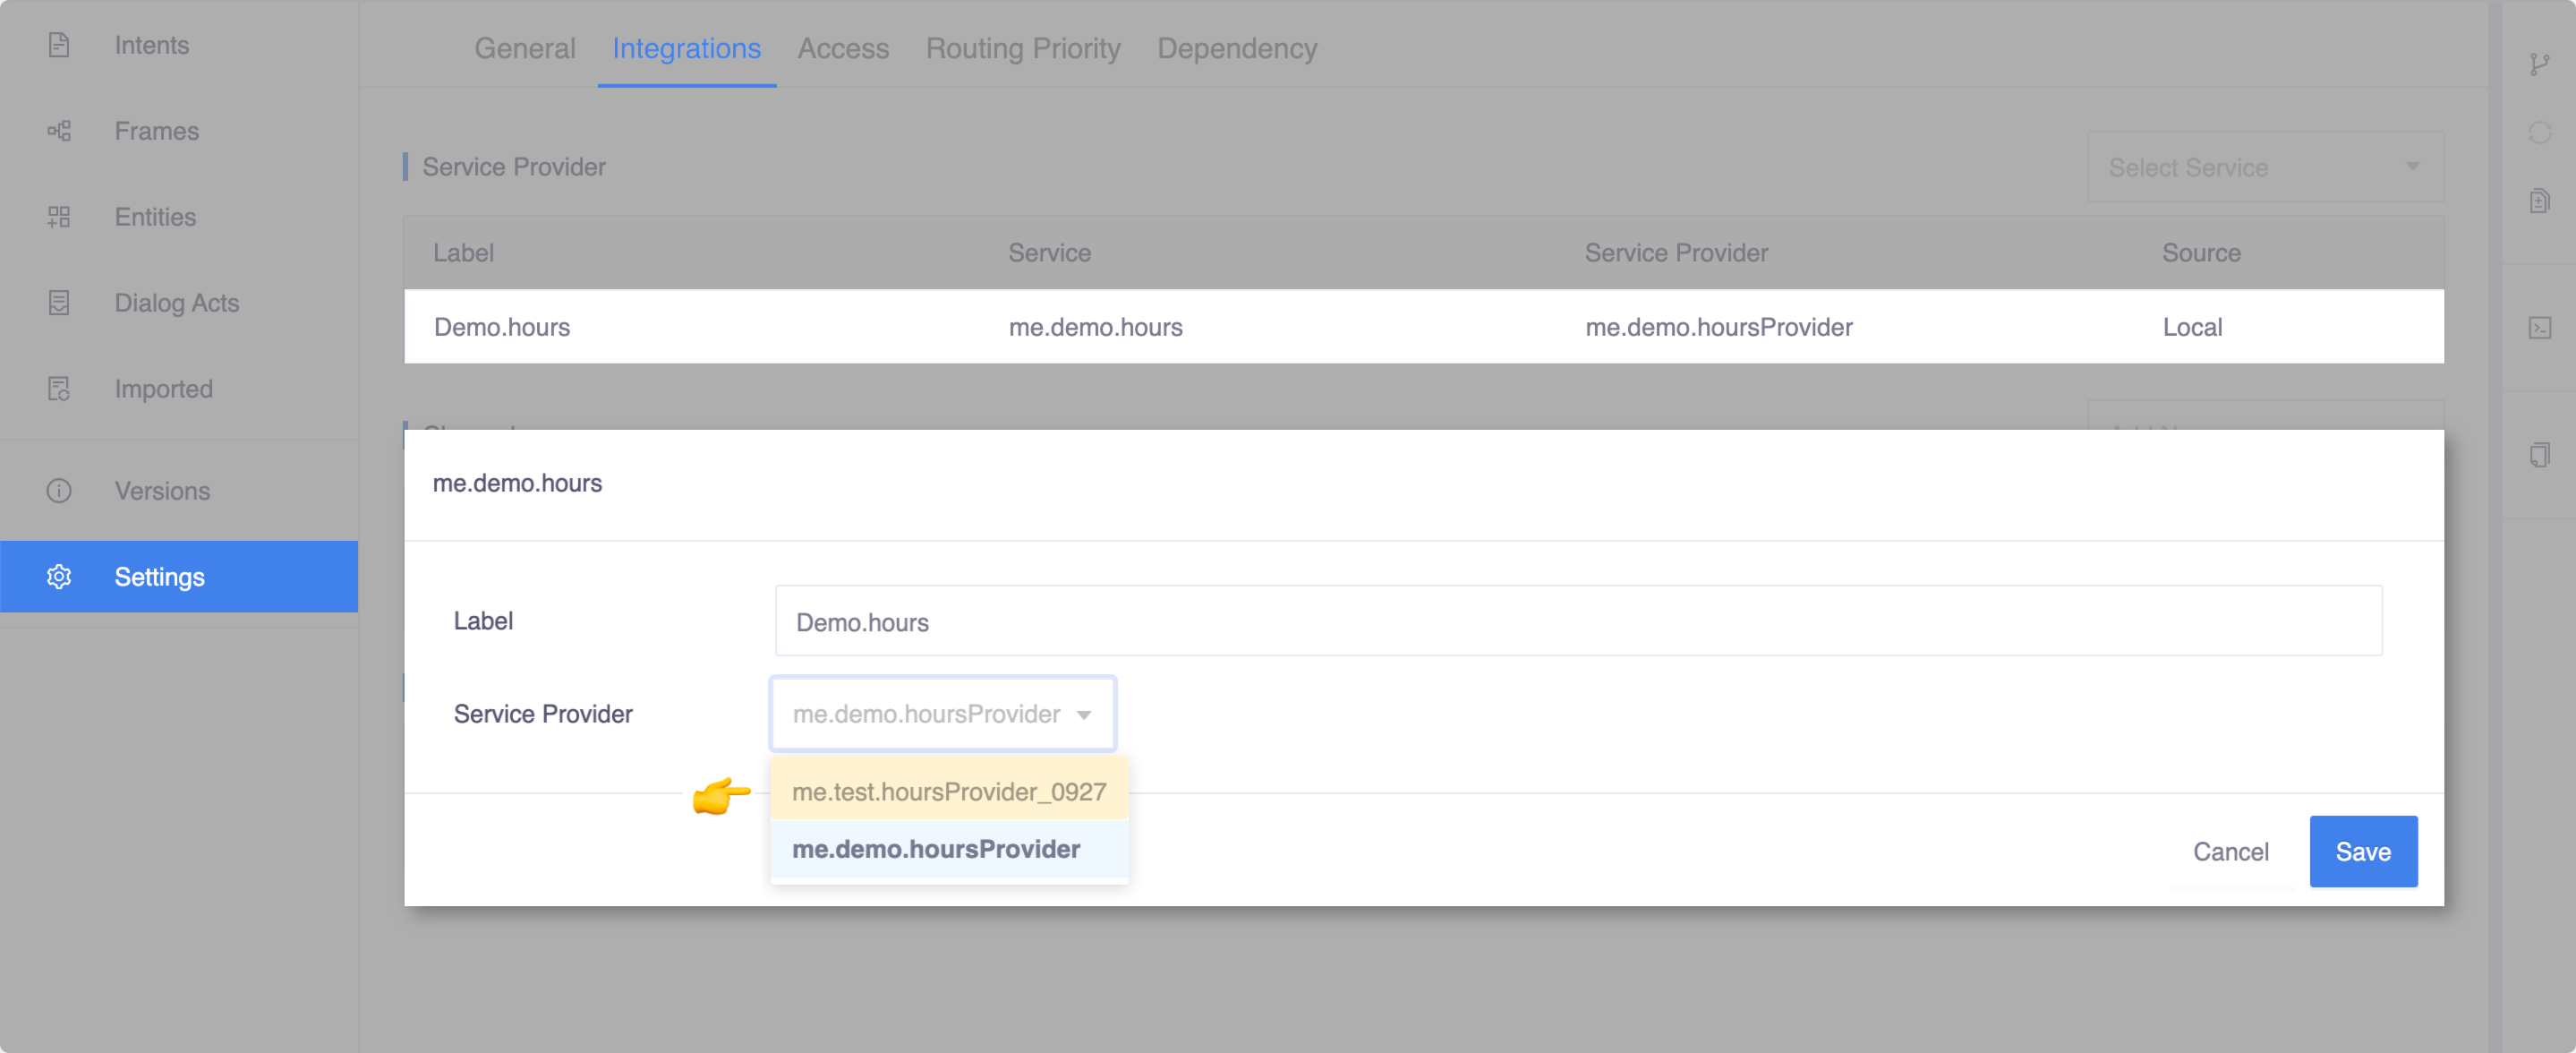 Intents
Frames
Entities
Dialog Acts
Imported
Versions
Settings
General Integrations Access Routing Priority Dependency
Service Provider
Select Service
Label Service Service Provider Source
Demo.hours me.demo.hours me.demo.hoursProvider Local
me.demo.hours
Label
Demo.hours
Service Provider
me.demo.hoursProvider
me.test.hoursProvider_0927
me.demo.hoursProvider
Cancel
Save